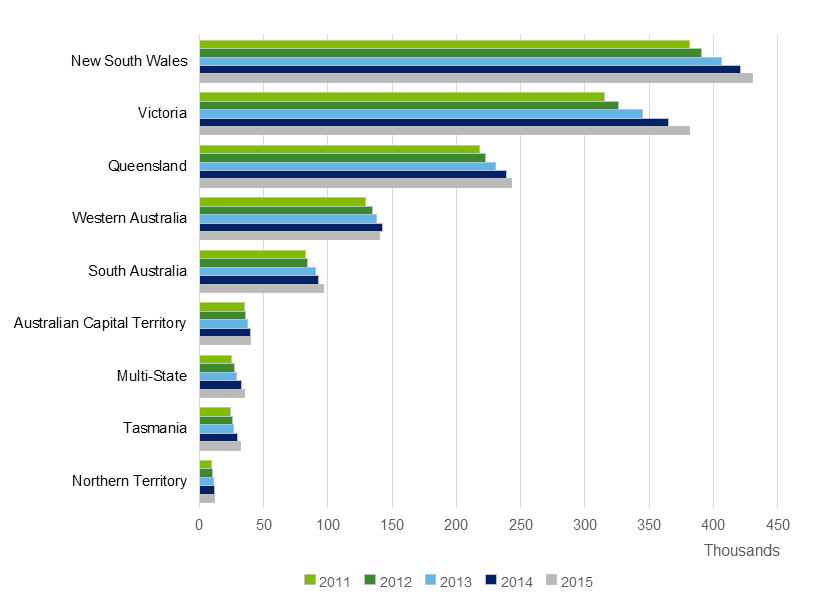 New South Wales
Victoria
Queensland
Western Australia
South Australia
Australian Capital Territory
Multi-State
Tasmania
Northern Territory
0 50 100 150 200 250 300 350 400 450
Thousands
2011 2012 2013 2014 2015